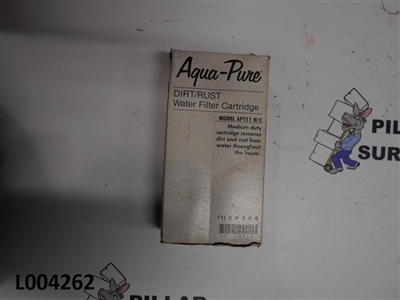 Aqua-Pure
DIRT/RUST
Water Filter Cartridge
MODEL AP111 N/C
Medium duty
cartridge removes
dirt and rust from
water throughout
the house.
PIL
SUR
L004262
PILLAR